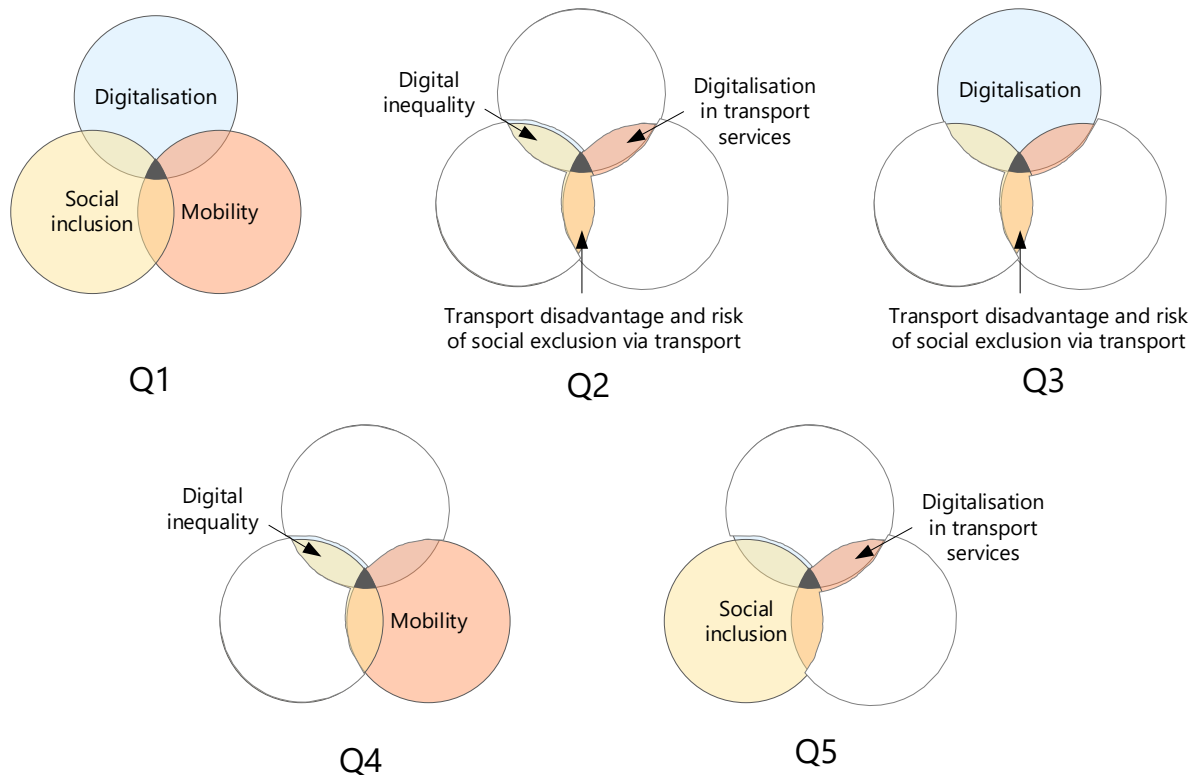 Digitalisation
Social
inclusion
Mobility
Q1
Digital
inequality
Digitalisation
in transport
services
Transport disadvantage and risk
of social exclusion via transport
Q2
Digitalisation
Transport disadvantage and risk
of social exclusion via transport
Q3
Digital
inequality
Mobility
Q4
Digitalisation
in transport
services
Social
inclusion
Q5